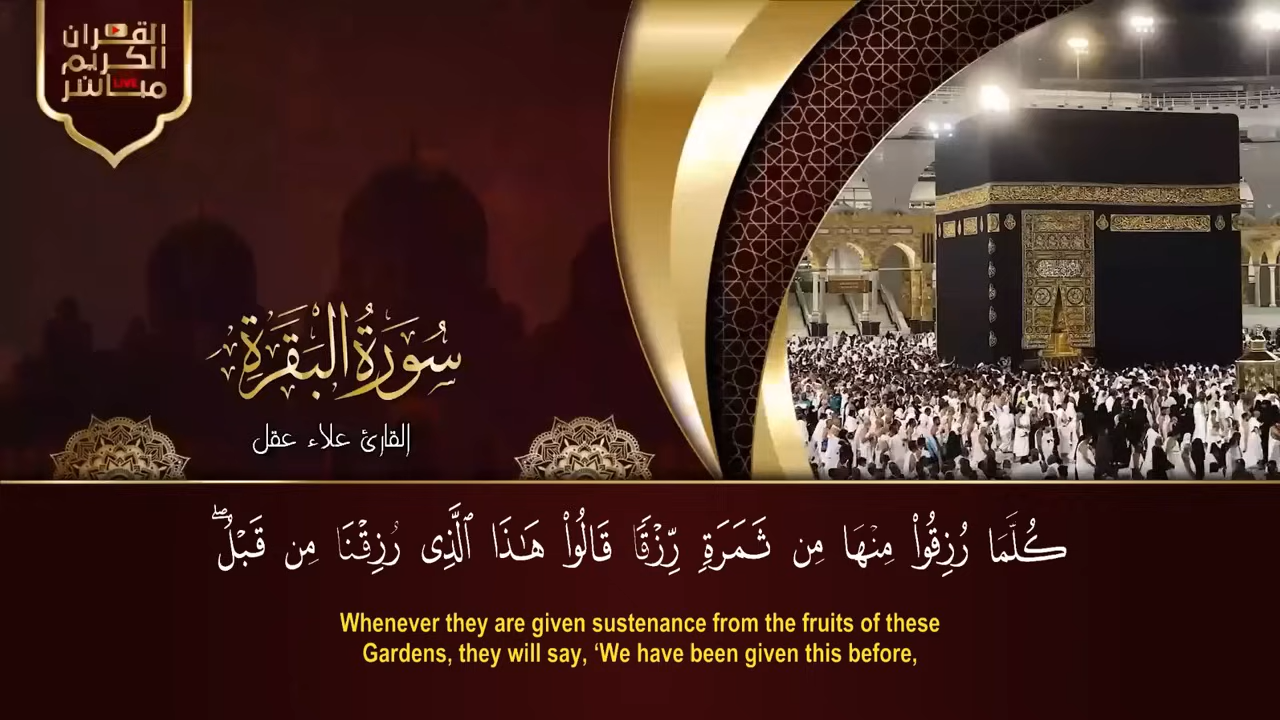 القرآن
الكريم
LIVE
مباشر
سُورَةُ البَقَرَةِ
القارئ علاء عقل
كُلَّمَا رُزِقُوا۟ مِنْهَا مِن ثَمَرَةٍ رِّزْقًا قَالُوا۟ هَـٰذَا ٱلَّذِى رُزِقْنَا مِن قَبْلُ ۖ
Whenever they are given sustenance from the fruits of these
Gardens, they will say, ‘We have been given this before,